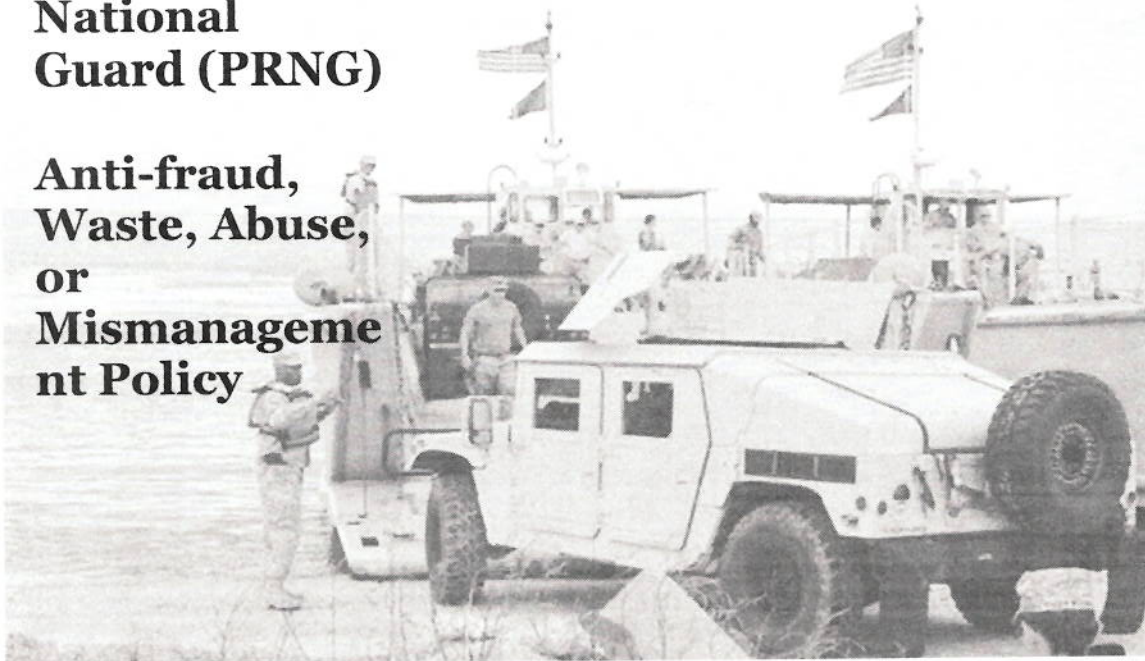 National
Guard (PRNG)
Anti-fraud,
Waste, Abuse,
or
Mismanageme
nt Policy